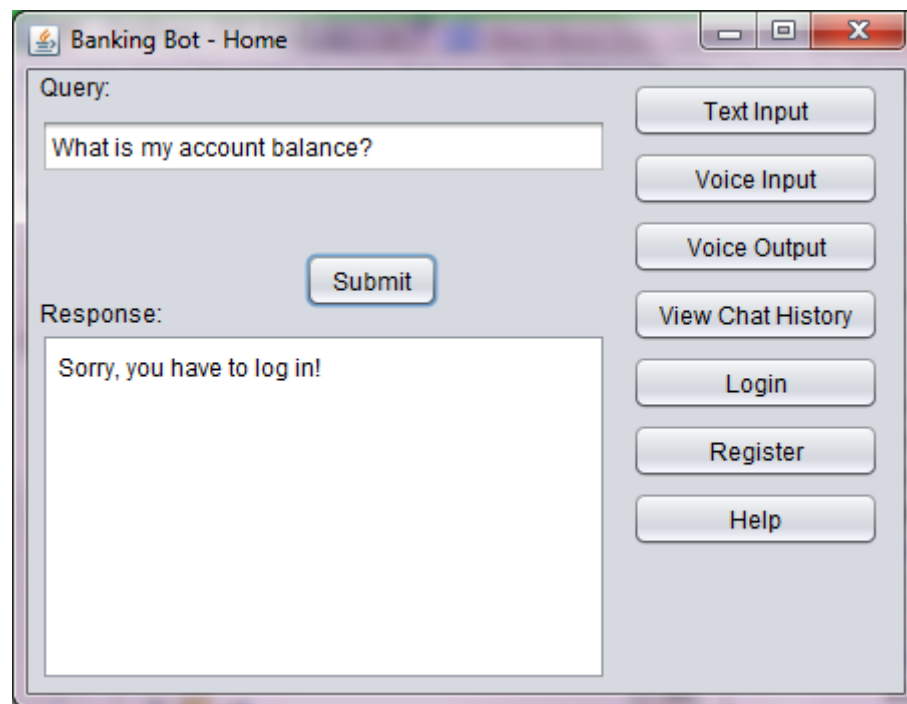 Banking Bot - Home
Query:
What is my account balance?
Submit
Response:
Sorry, you have to log in!
Text Input
Voice Input
Voice Output
View Chat History
Login
Register
Help